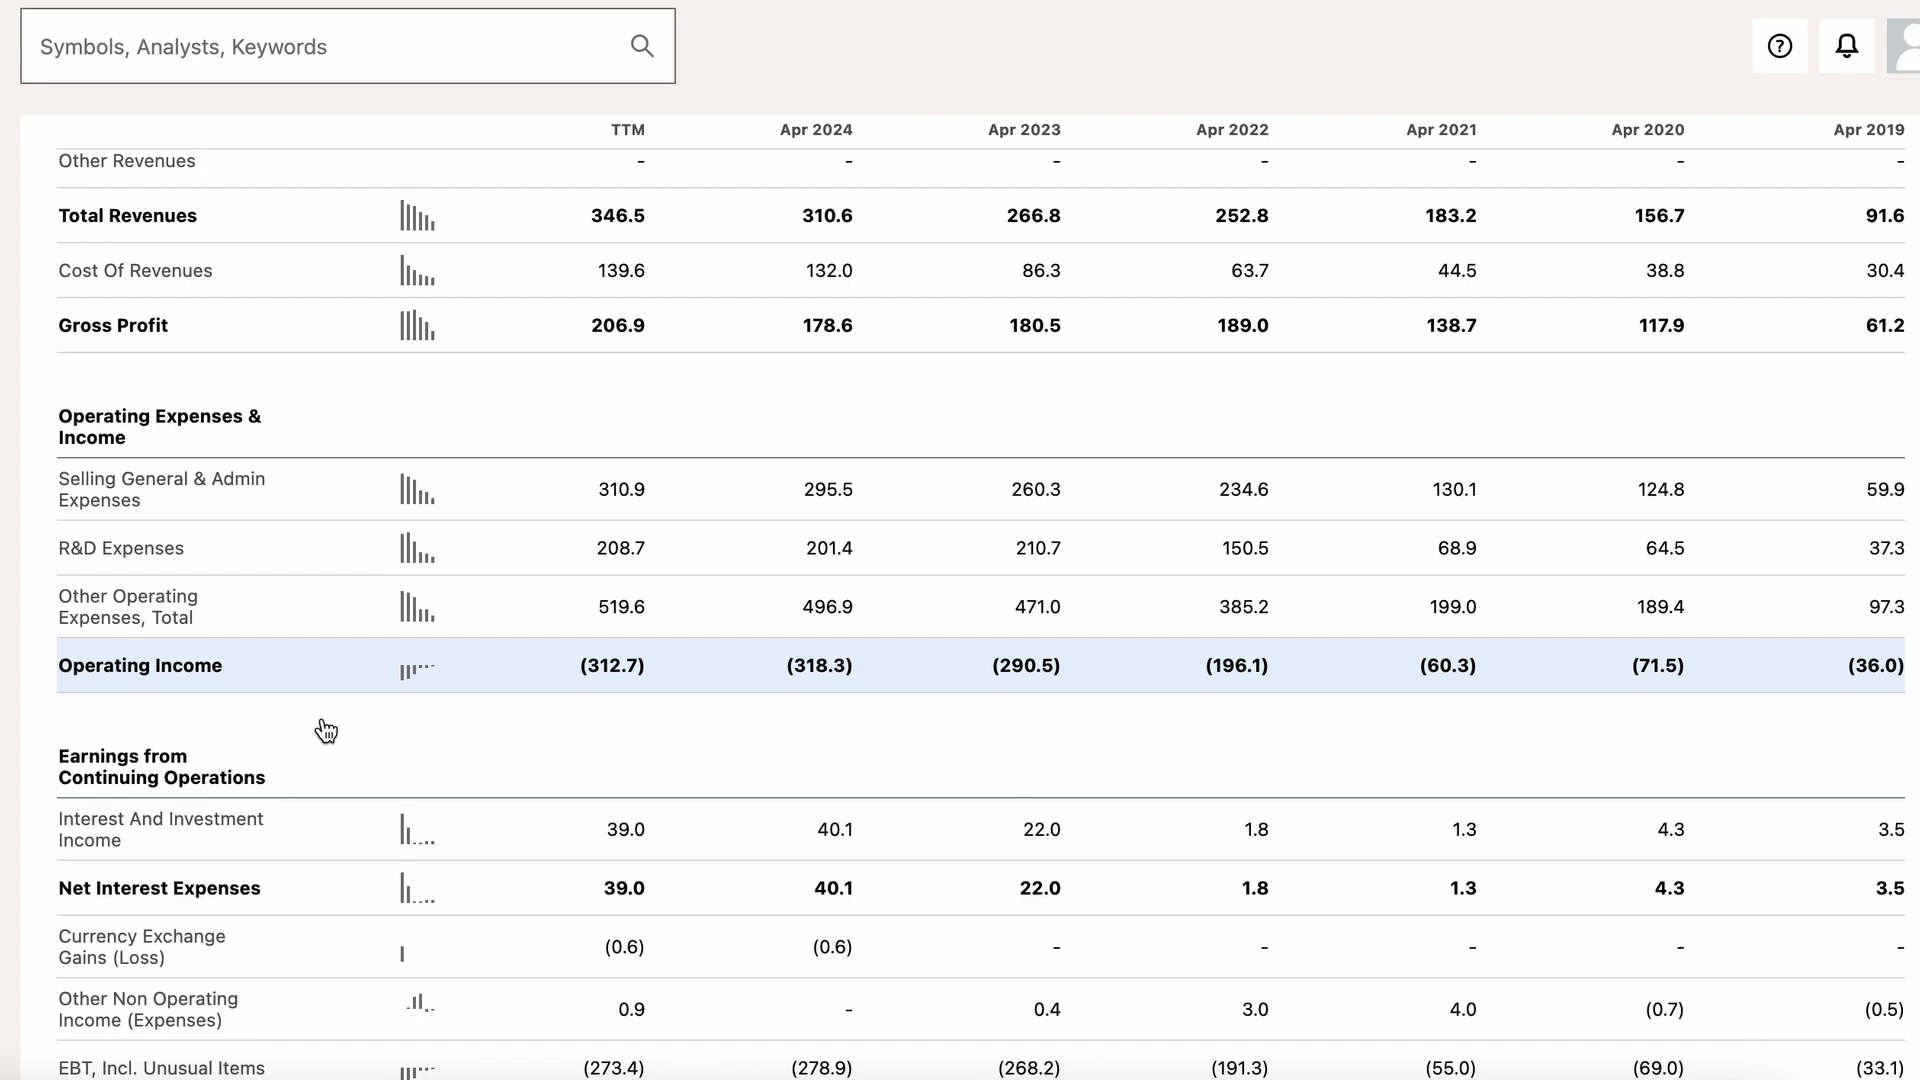 Symbols, Analysts, Keywords
TTM Apr 2024 Apr 2023 Apr 2022 Apr 2021 Apr 2020 Apr 2019
Other Revenues - - - - - - -
Total Revenues 346.5 310.6 266.8 252.8 183.2 156.7 91.6
Cost Of Revenues 139.6 132.0 86.3 63.7 44.5 38.8 30.4
Gross Profit 206.9 178.6 180.5 189.0 138.7 117.9 61.2
Operating Expenses &
Income
Selling General & Admin
Expenses 310.9 295.5 260.3 234.6 130.1 124.8 59.9
R&D Expenses 208.7 201.4 210.7 150.5 68.9 64.5 37.3
Other Operating
Expenses, Total 519.6 496.9 471.0 385.2 199.0 189.4 97.3
Operating Income (312.7) (318.3) (290.5) (196.1) (60.3) (71.5) (36.0)
Earnings from
Continuing Operations
Interest And Investment
Income 39.0 40.1 22.0 1.8 1.3 4.3 3.5
Net Interest Expenses 39.0 40.1 22.0 1.8 1.3 4.3 3.5
Currency Exchange
Gains (Loss) (0.6) (0.6) - - - - -
Other Non Operating
Income (Expenses) 0.9 - 0.4 3.0 4.0 (0.7) (0.5)
EBT, Incl. Unusual Items (273.4) (278.9) (268.2) (191.3) (55.0) (69.0) (33.1)